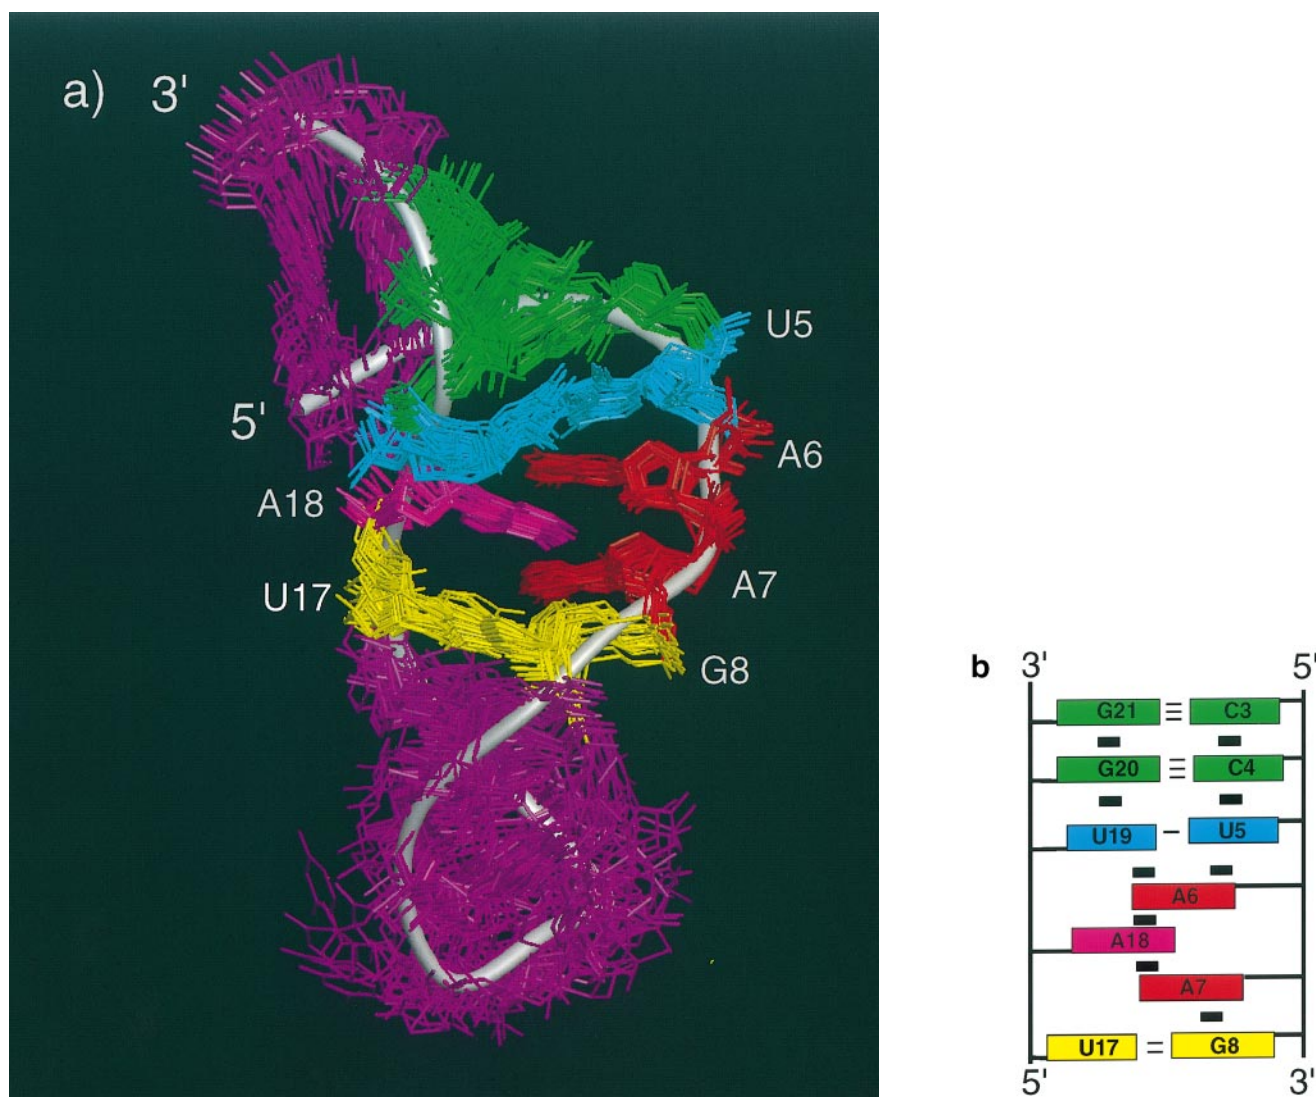 a) 3'
U5
5'
A6
A18
U17
A7
G8
b 3' 5'
G21 ≡ C3
G20 ≡ C4
U19 - U5
A6
A18
A7
U17 = G8
5' 3'